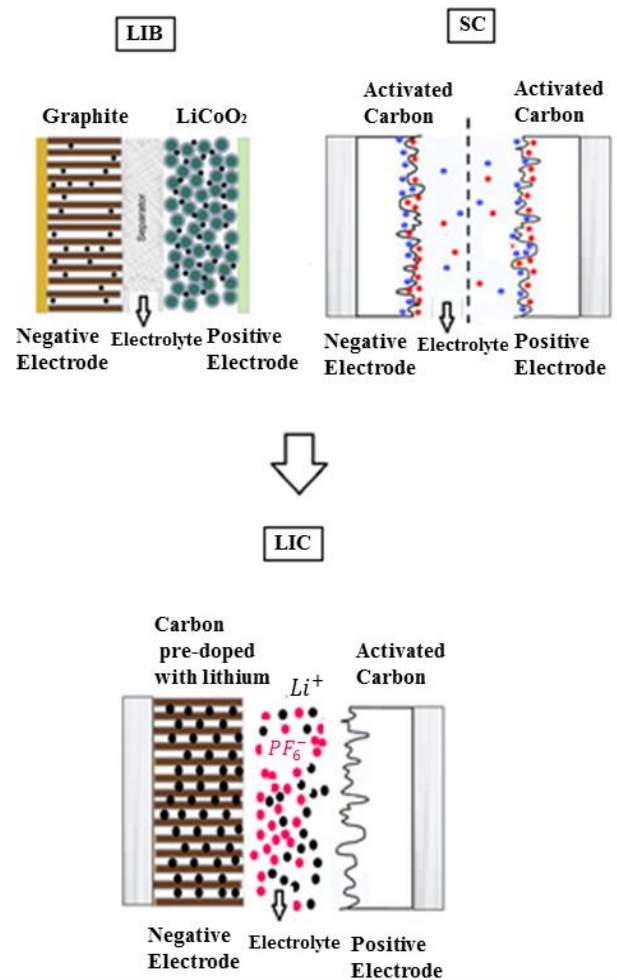 LIB
SC
Graphite
LiCoO₂
Activated
Carbon
Activated
Carbon
Separator
Negative
Electrode
Electrolyte
Positive
Electrode
Negative
Electrode
Electrolyte
Positive
Electrode
LIC
Carbon
pre-doped
with lithium
Li⁺
Activated
Carbon
PF₆⁻
Negative
Electrode
Electrolyte
Positive
Electrode